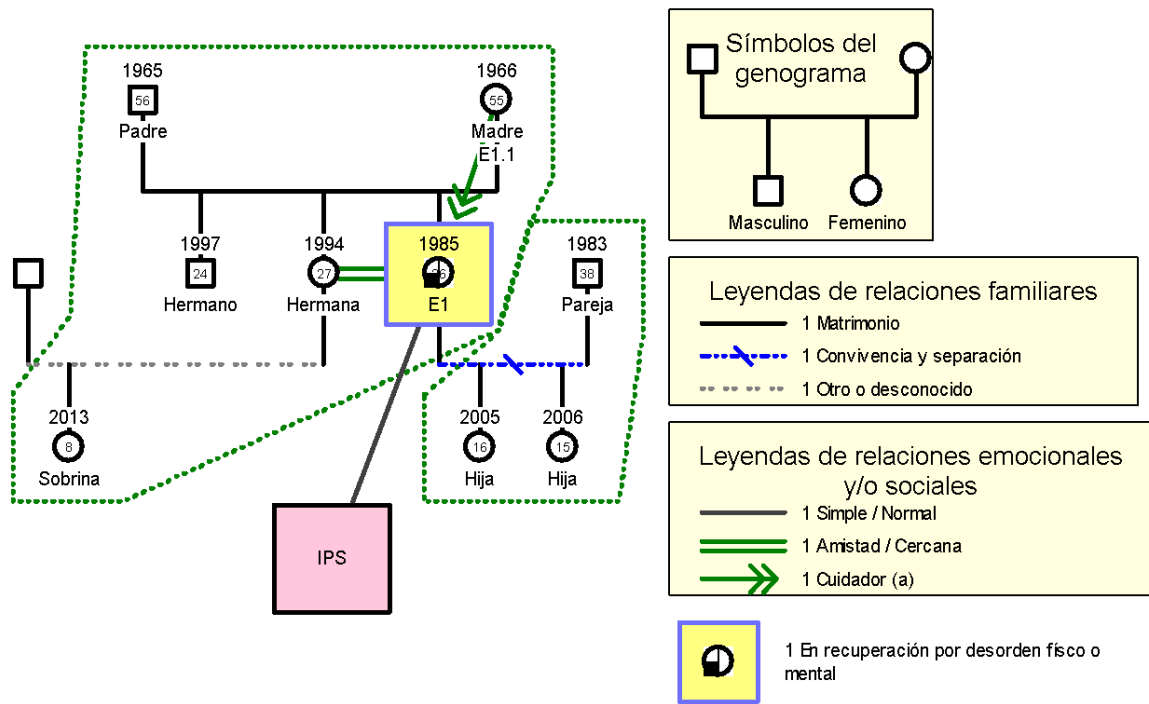 1965
56
Padre
1966
55
Madre
E1.1
1997
24
Hermano
1994
27
Hermana
1985
E1
1983
38
Pareja
2013
8
Sobrina
2005
16
Hija
2006
15
Hija
IPS
Símbolos del
genograma
Masculino
Femenino
Leyendas de relaciones familiares
1 Matrimonio
1 Convivencia y separación
1 Otro o desconocido
Leyendas de relaciones emocionales
y/o sociales
1 Simple / Normal
1 Amistad / Cercana
1 Cuidador (a)
1 En recuperación por desorden físco o
mental